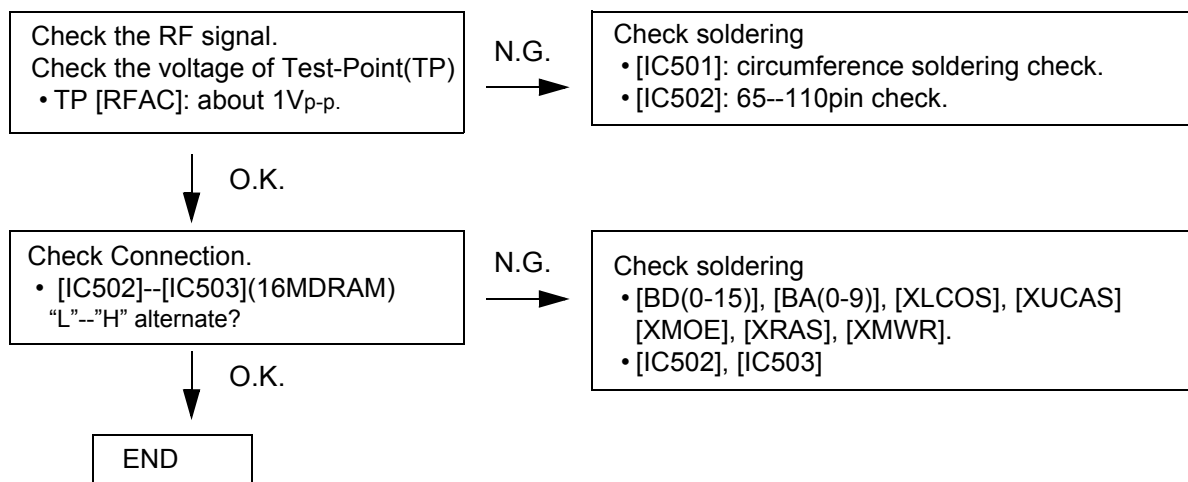 Check the RF signal.
Check the voltage of Test-Point(TP)
• TP [RFAC]: about 1Vp-p.
N.G.
Check soldering
• [IC501]: circumference soldering check.
• [IC502]: 65--110pin check.
O.K.
Check Connection.
• [IC502]--[IC503](16MDRAM)
“L”--”H” alternate?
N.G.
Check soldering
• [BD(0-15)], [BA(0-9)], [XLCOS], [XUCAS]
[XMOE], [XRAS], [XMWR].
• [IC502], [IC503]
O.K.
END